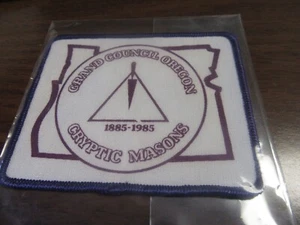 GRAND COUNCIL OREGON
1885-1985
CRYPTIC MASONS